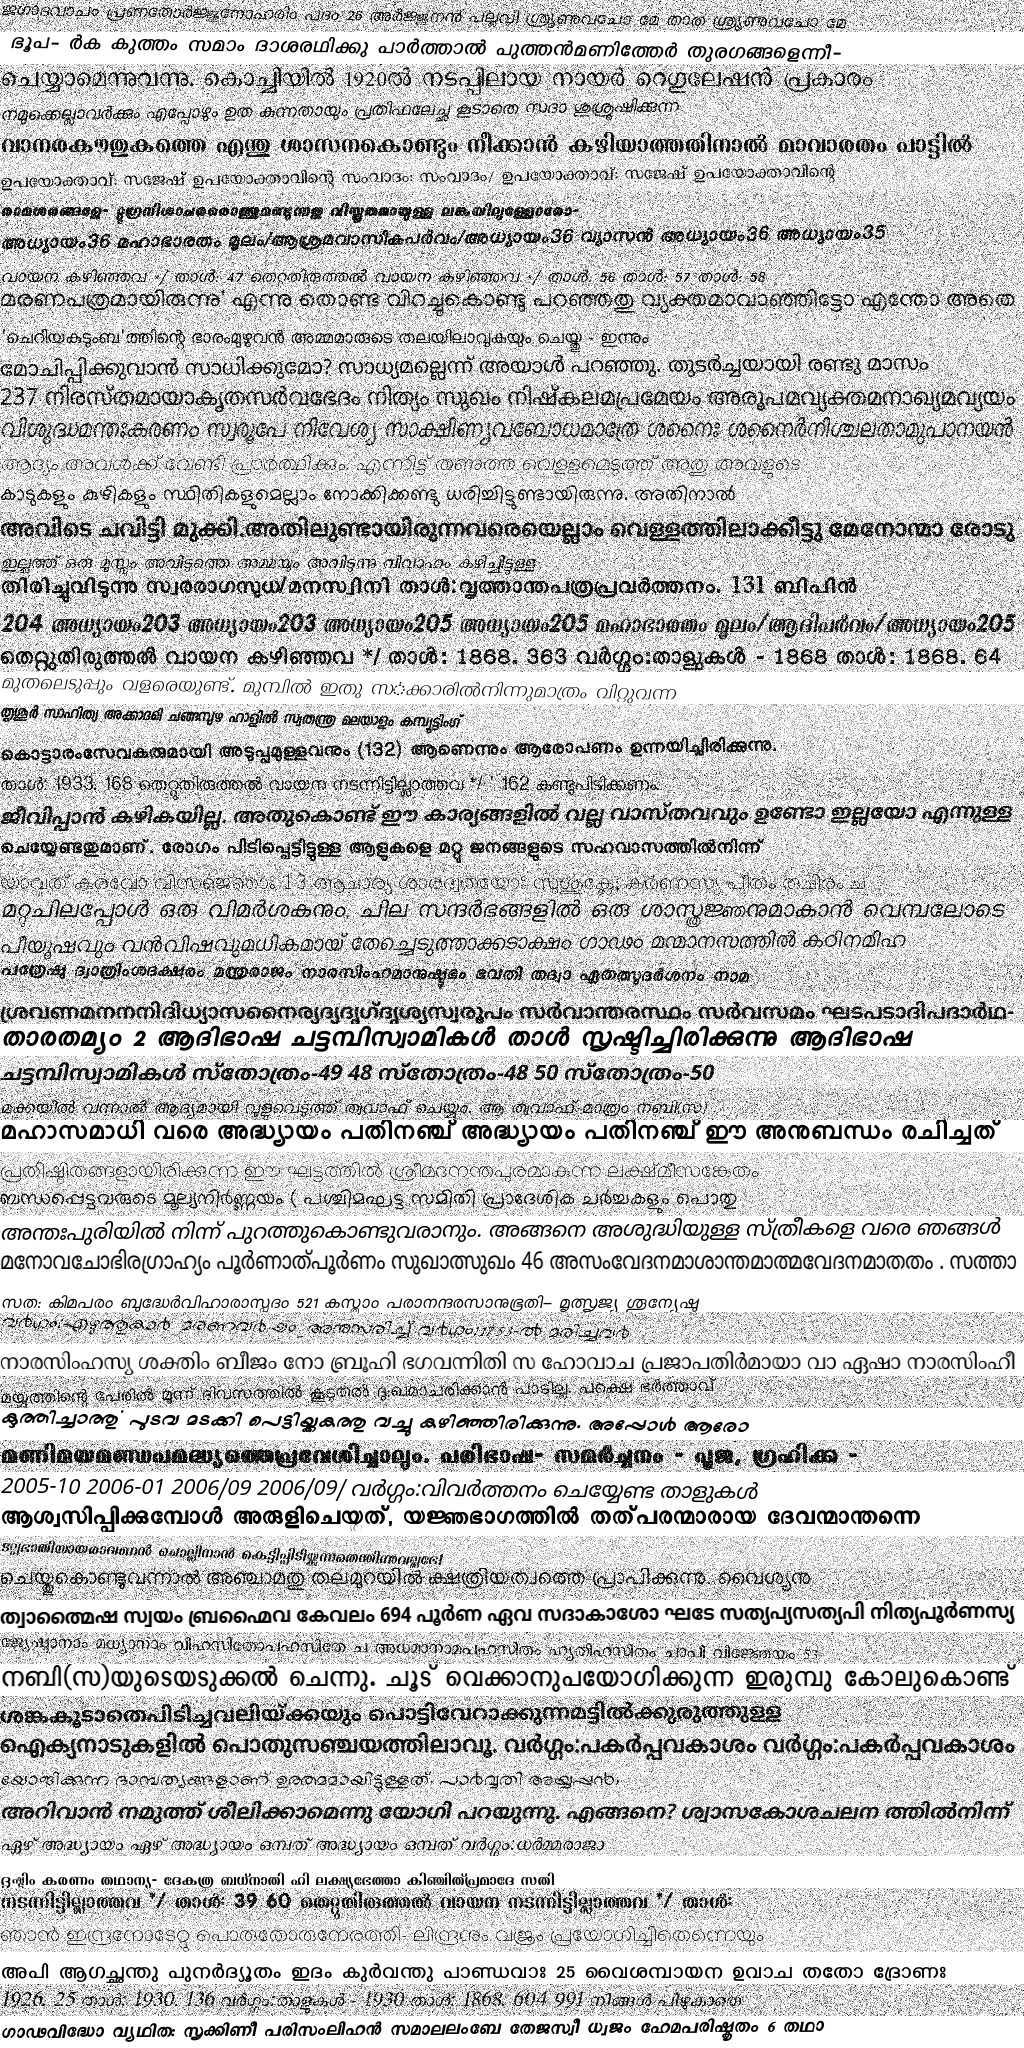 ജഗാദവാചം പ്രണതോർജ്ജുനോഹരിം പദം 26 അർജ്ജുനൻ പല്ലവി ശ്രൃണുവചോ മേ താത ശ്രൃണുവചോ മേ
ഭൂപ- ർക കുത്തം സമാം ദാശരഥിക്കു പാർത്താൽ പുത്തൻമണിത്തേർ തുരഗങ്ങളെന്നീ-
ചെയ്യാമെന്നുവന്നു. കൊച്ചിയിൽ 1920ൽ നടപ്പിലായ നായർ റെഗുലേഷൻ പ്രകാരം
നമുക്കെല്ലാവർക്കും എപ്പോഴും ഉത കുന്നതായും പ്രതിഫലേച്ഛ കൂടാതെ സദാ ശുശ്രൂഷിക്കുന്ന
വാനരകൗതുകത്തെ എന്തു ശാസനകൊണ്ടും നീക്കാൻ കഴിയാത്തതിനാൽ മാവാരതം പാട്ടിൽ
ഉപയോക്താവ്: സജേഷ് ഉപയോക്താവിന്റെ സംവാദം: സംവാദം/ ഉപയോക്താവ്: സജേഷ് ഉപയോക്താവിന്റെ
രാമശരങ്ങളേ- റ്റുഗ്രനിശാചരരൊത്തുമണ്ടുന്നതു വിസ്തൃതമായുള്ള ലങ്കയിലുള്ളോരോ-
അധ്യായം36 മഹാഭാരതം മൂലം/ആശ്രമവാസീകപർവം/അധ്യായം36 വ്യാസൻ അധ്യായം36 അധ്യായം35
വായന കഴിഞ്ഞവ */ താൾ: 47 തെറ്റുതിരുത്തൽ വായന കഴിഞ്ഞവ */ താൾ: 56 താൾ: 57 താൾ: 58
മരണപത്രമായിരുന്നു' എന്നു തൊണ്ട വിറച്ചുകൊണ്ടു പറഞ്ഞതു വ്യക്തമാവാഞ്ഞിട്ടോ എന്തോ അതെ
'ചെറിയകുടുംബ'ത്തിന്റെ ഭാരംമുഴുവൻ അമ്മമാരുടെ തലയിലാവുകയും ചെയ്തു - ഇന്നും
മോചിപ്പിക്കുവാൻ സാധിക്കുമോ? സാധ്യമല്ലെന്ന് അയാൾ പറഞ്ഞു. തുടർച്ചയായി രണ്ടു മാസം
237 നിരസ്തമായാകൃതസർവഭേദം നിത്യം സുഖം നിഷ്കലമപ്രമേയം അരൂപമവ്യക്തമനാഖ്യമവ്യയം
വിശുദ്ധമന്തഃകരണം സ്വരൂപേ നിവേശ്യ സാക്ഷിണ്യവബോധമാത്രേ ശനൈഃ ശനൈർനിശ്ചലതാമുപാനയൻ
ആദ്യം അവൾക്ക് വേണ്ടി പ്രാരത്ഥിക്കും. എന്നിട്ട് തണുത്ത വെള്ളമെടുത്ത് അതു അവളുടെ
കാടുകളും കുഴികളും സ്ഥിതികളുമെല്ലാം നോക്കിക്കണ്ടു ധരിച്ചിട്ടുണ്ടായിരുന്നു. അതിനാൽ
അവിടെ ചവിട്ടി മുക്കി.അതിലുണ്ടായിരുന്നവരെയെല്ലാം വെള്ളത്തിലാക്കീട്ടു മേനോന്മാ രോടു
ഇല്ലത്ത് ഒരു മുസ്സും അവിടത്തെ അമ്മയും അവിടുന്നു വിവാഹം കഴിച്ചിട്ടുള്ള
തിരിച്ചുവിടുന്നു സ്വരരാഗസുധ/മനസ്വിനി താൾ:വൃത്താന്തപത്രപ്രവർത്തനം. 131 ബിപിൻ
204 അധ്യായം203 അധ്യായം203 അധ്യായം205 അധ്യായം205 മഹാഭാരതം മൂലം/ആദിപർവം/അധ്യായം205
തെറ്റുതിരുത്തൽ വായന കഴിഞ്ഞവ */ താൾ: 1868. 363 വർഗ്ഗം:താളുകൾ - 1868 താൾ: 1868. 64
മുതലെടുപ്പും വളരെയുണ്ട്. മുമ്പിൽ ഇതു സർക്കാരിൽനിന്നുമാത്രം വിറ്റുവന്ന
തൃശൂർ സാഹിത്യ അക്കാദമി ചങ്ങമ്പുഴ ഹാളിൽ സ്വതന്ത്ര മലയാളം കമ്പ്യൂട്ടിംഗ്
കൊട്ടാരംസേവകരുമായി അടുപ്പമുള്ളവനും (132) ആണെന്നും ആരോപണം ഉന്നയിച്ചിരിക്കുന്നു.
താൾ: 1933. 168 തെറ്റുതിരുത്തൽ വായന നടന്നിട്ടില്ലാത്തവ */ ' 162 കണ്ടുപിടിക്കണം.
ജീവിപ്പാൻ കഴികയില്ല. അതുകൊണ്ട് ഈ കാര്യങ്ങളിൽ വല്ല വാസ്തവവും ഉണ്ടോ ഇല്ലയോ എന്നുള്ള
ചെയ്യേണ്ടതുമാണ്. രോഗം പിടിപ്പെട്ടിട്ടുള്ള ആളുകളെ മറ്റു ജനങ്ങളുടെ സഹവാസത്തിൽനിന്ന്
മറ്റുചിലപ്പോൾ ഒരു വിമർശകനും, ചില സന്ദർഭങ്ങളിൽ ഒരു ശാസ്ത്രജ്ഞനുമാകാൻ വെമ്പലോടെ
പീയൂഷവും വൻവിഷവുമധികമായ് തേച്ചെടുത്താക്കടാക്ഷം ഗാഢം മന്മാനസത്തിൽ കഠിനമിഹ
പത്രേഷു ദ്വാത്രിംശദക്ഷരം മന്ത്രരാജം നാരസിംഹമാനുഷ്ടുഭം ഭവതി തദ്വാ ഏതത്സുദർശനം നാമ
ശ്രവണമനനനിദിധ്യാസനൈര്യദ്യദൃഗ്ദൃശ്യസ്വരൂപം സർവാന്തരസ്ഥം സർവസമം ഘടപടാദിപദാർഥ-
താരതമ്യം 2 ആദിഭാഷ ചട്ടമ്പിസ്വാമികൾ താൾ സൃഷ്ടിച്ചിരിക്കുന്നു ആദിഭാഷ
ചട്ടമ്പിസ്വാമികൾ സ്തോത്രം-49 48 സ്തോത്രം-48 50 സ്തോത്രം-50
മക്കയിൽ വന്നാൽ ആദ്യമായി വുളുവെടുത്ത് ത്വവാഫ് ചെയ്യും. ആ ത്വവാഫ്-മാത്രം നബി(സ)
മഹാസമാധി വരെ അദ്ധ്യായം പതിനഞ്ച് അദ്ധ്യായം പതിനഞ്ച് ഈ അനുബന്ധം രചിച്ചത്
പ്രതിഷ്ഠിതങ്ങളായിരിക്കുന്ന ഈ ഘട്ടത്തിൽ ശ്രീമദനന്തപുരമാകുന്ന ലക്ഷ്മീസങ്കേതം
ബന്ധപ്പെട്ടവരുടെ മൂല്യനിർണ്ണയം ( പശ്ചിമഘട്ട സമിതി പ്രാദേശിക ചർച്ചകളും പൊതു
അന്തഃപുരിയിൽ നിന്ന് പുറത്തുകൊണ്ടുവരാനും. അങ്ങനെ അശുദ്ധിയുള്ള സ്ത്രീകളെ വരെ ഞങ്ങൾ
മനോവചോഭിരഗ്രാഹ്യം പൂർണാത്പൂർണം സുഖാത്സുഖം 46 അസംവേദനമാശാന്തമാത്മവേദനമാതതം . സത്താ
സത: കിമപരം ബുദ്ധേർവിഹാരാസ്പദം 521 കസ്താം പരാനന്ദരസാനുഭൂതി- മുത്സൃജ്യ ശൂന്യേഷു
വർഗം:എഴുത്തുകാർ മരണവർഷം അനുസരിച്ച് വർഗം:1753-ൽ മരിച്ചവർ
നാരസിംഹസ്യ ശക്തിം ബീജം നോ ബ്രൂഹി ഭഗവന്നിതി സ ഹോവാച പ്രജാപതിർമായാ വാ ഏഷാ നാരസിംഹീ
മയ്യത്തിന്റെ പേരിൽ മൂന്ന് ദിവസത്തിൽ കൂടുതൽ ദുഃഖമാചരിക്കാൻ പാടില്ല. പക്ഷെ ഭർത്താവ്
കുത്തിച്ചാരുതു' പുടവ മടക്കി പെട്ടിയ്ക്കകത്തു വച്ചു കഴിഞ്ഞിരിക്കുന്നു. അപ്പോൾ ആരോ
മണിമയമണ്ഡപമദ്ധ്യത്തെപ്രവേശിച്ചാലും. പരിഭാഷ- സമർച്ചനം - പൂജ, ഗ്രഹിക്ക -
2005-10 2006-01 2006/09 2006/09/ വർഗ്ഗം:വിവർത്തനം ചെയ്യേണ്ട താളുകൾ
ആശ്വസിപ്പിക്കുമ്പോൾ അരുളിചെയ്തത്, യജ്ഞഭാഗത്തിൽ തത്പരന്മാരായ ദേവന്മാന്തന്നെ
ചെയ്തുകൊണ്ടുവന്നാൽ അഞ്ചാമതു തലമുറയിൽ ക്ഷത്രിയത്വത്തെ പ്രാപിക്കുന്നു. വൈശ്യനു
ത്വാത്മൈഷ സ്വയം ബ്രഹ്മൈവ കേവലം 694 പൂർണ ഏവ സദാകാശോ ഘടേ സത്യപ്യസത്യപി നിത്യപൂർണസ്യ
ജ്യേഷ്ഠാനാം മധ്യാനാം വിഹസിതോപഹസിതേ ച അധമാനാമപഹസിതം ഹ്യതിഹസിതം ചാപി വിജ്ഞേയം 53
നബി(സ)യുടെയടുക്കൽ ചെന്നു. ചൂട് വെക്കാനുപയോഗിക്കുന്ന ഇരുമ്പു കോലുകൊണ്ട്
ശങ്കകൂടാതെപിടിച്ചവലിയ്ക്കയും പൊട്ടിവേറാക്കുന്നമട്ടിൽക്കുരുത്തുള്ള
ഐക്യനാടുകളിൽ പൊതുസഞ്ചയത്തിലാവൂ. വർഗ്ഗം:പകർപ്പവകാശം വർഗ്ഗം:പകർപ്പവകാശം
യോജിക്കുന്ന ദാമ്പത്യങ്ങളാണ് ഉത്തമമായിട്ടുള്ളത്. പാർവ്വതി അയ്യപ്പൻ,
അറിവാൻ നമുത്ത് ശീലിക്കാമെന്നു യോഗി പറയുന്നു. എങ്ങനെ? ശ്വാസകോശചലന ത്തിൽനിന്ന്
ഏഴ് അദ്ധ്യായം ഏഴ് അദ്ധ്യായം ഒമ്പത് അദ്ധ്യായം ഒമ്പത് വർഗ്ഗം:ധർമ്മരാജാ
ദൃഷ്ടിം കരണം തഥാന്യ- ദേകത്ര ബധ്നാതി ഹി ലക്ഷ്യഭേത്താ കിഞ്ചിത്പ്രമാദേ സതി
നടന്നിട്ടില്ലാത്തവ */ താൾ: 39 60 തെറ്റുതിരുത്തൽ വായന നടന്നിട്ടില്ലാത്തവ */ താൾ:
ഞാൻ ഇന്ദ്രനോടേറ്റു പൊരുതോരുനേരത്തി- ലിന്ദ്രനും വജ്രം പ്രയോഗിച്ചിതെന്നെയും
അപി ആഗച്ഛന്തു പുനർദ്യൂതം ഇദം കുർവന്തു പാണ്ഡവാഃ 25 വൈശമ്പായന ഉവാച തതോ ദ്രോണഃ
1926. 25 താൾ: 1930. 136 വർഗ്ഗം:താളുകൾ - 1930 താൾ: 1868. 604 991 നിങ്ങൾ പിഴുകാതെ
ഗാഢവിദ്ധോ വ്യഥിത: സൃക്കിണീ പരിസംലിഹൻ സമാലലംബേ തേജസ്വീ ധ്വജം ഹേമപരിഷ്കൃതം 6 തഥാ